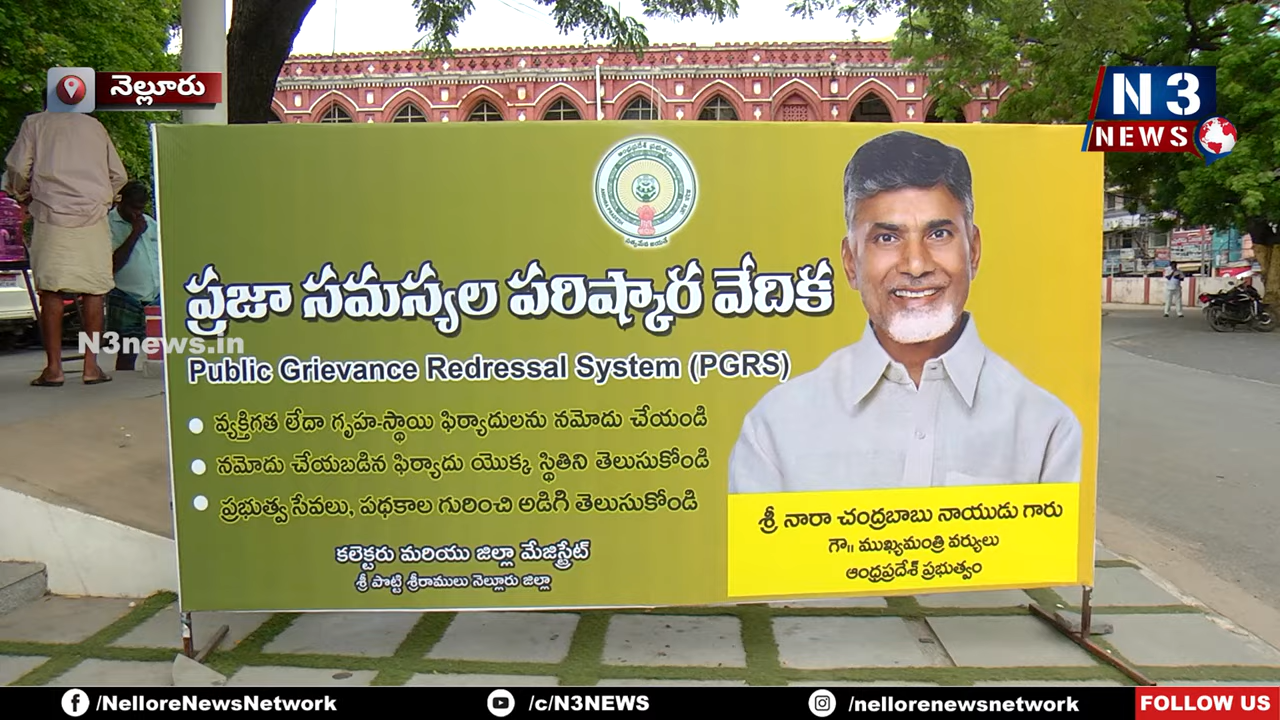 నెల్లూరు
N3
NEWS
ప్రజా సమస్యల పరిష్కార వేదిక
N3news.in
Public Grievance Redressal System (PGRS)
వ్యక్తిగత లేదా గృహ-స్థాయి ఫిర్యాదులను నమోదు చేయండి
నమోదు చేయబడిన ఫిర్యాదు యొక్క స్థితిని తెలుసుకోండి
ప్రభుత్వ సేవలు, పథకాల గురించి అడిగి తెలుసుకోండి
కలెక్టరు మరియు జిల్లా మేజిస్ట్రేట్
శ్రీ పొట్టి శ్రీరాములు నెల్లూరు జిల్లా
శ్రీ నారా చంద్రబాబు నాయుడు గారు
గౌ|| ముఖ్యమంత్రి వర్యులు
ఆంధ్రప్రదేశ్ ప్రభుత్వం
/NelloreNewsNetwork
/c/N3NEWS
/nellorenewsnetwork
FOLLOW US